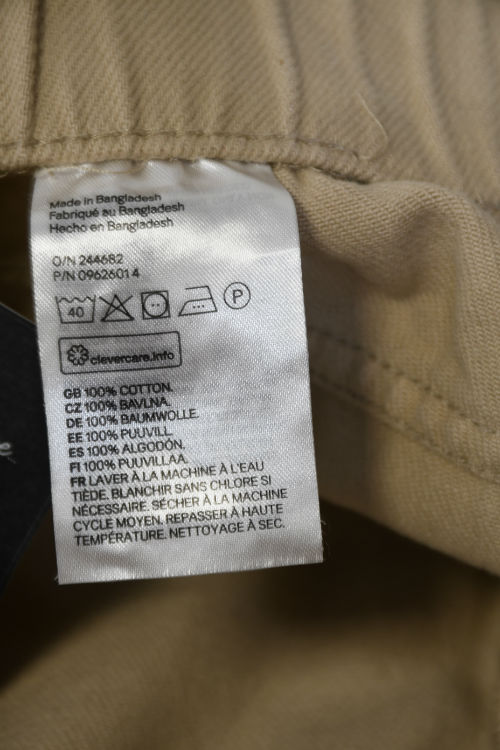 Made in Bangladesh
Fabriqué au Bangladesh
Hecho en Bangladesh
O/N 244682
P/N 09626014
40
P
clevercare.info
GB 100% COTTON.
CZ 100% BAVLNA.
DE 100% BAUMWOLLE.
EE 100% PUUVILL.
ES 100% ALGODÓN.
FI 100% PUUVILLAA.
FR LAVER À LA MACHINE À L'EAU
TIÈDE. BLANCHIR SANS CHLORE SI
NÉCESSAIRE. SÉCHER À LA MACHINE
CYCLE MOYEN. REPASSER À HAUTE
TEMPÉRATURE. NETTOYAGE À SEC.